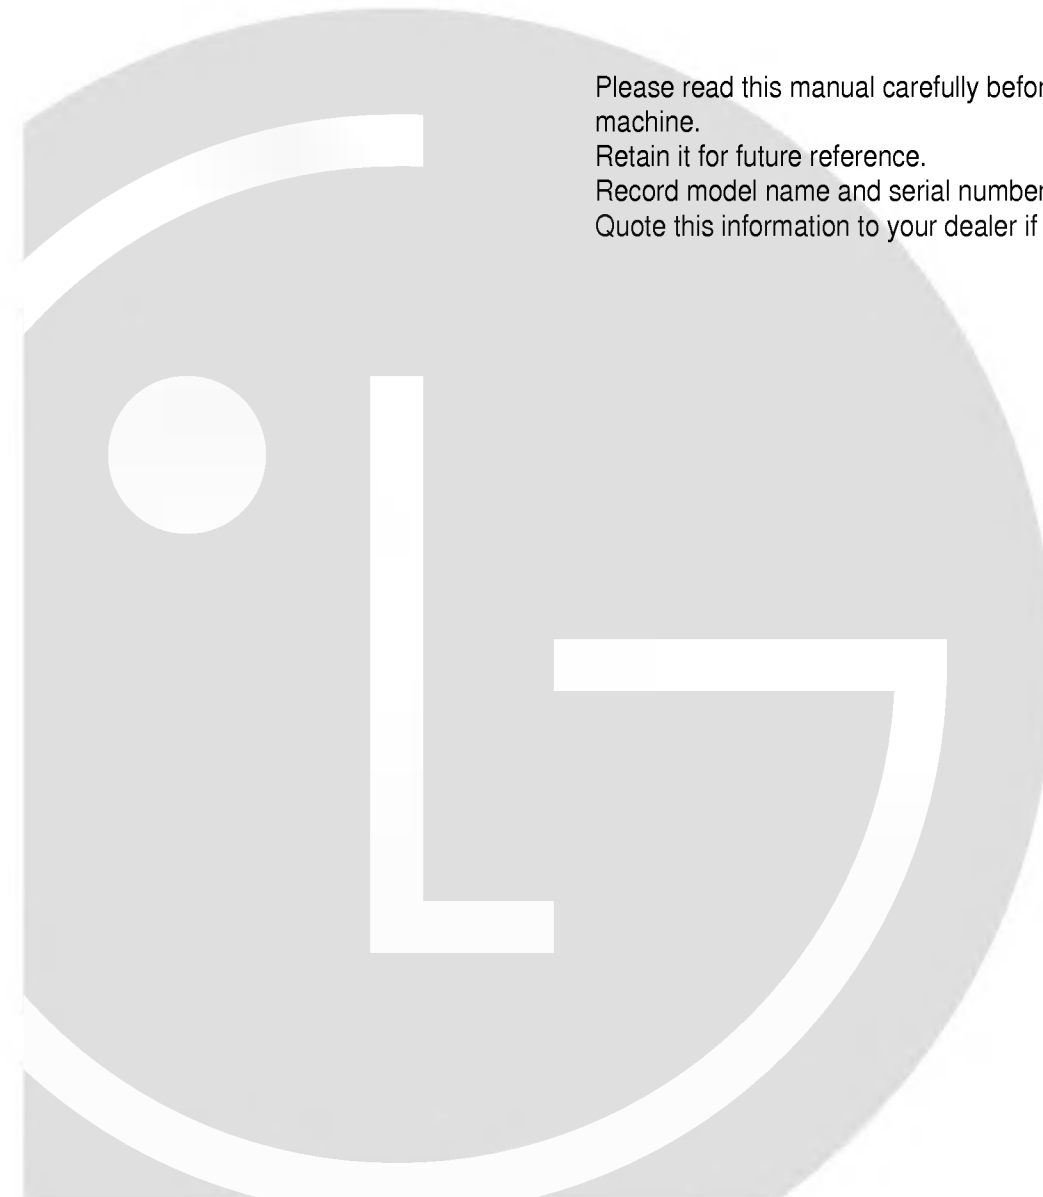 Please read this manual carefully befor
machine.
Retain it for future reference.
Record model name and serial number
Quote this information to your dealer if
LG